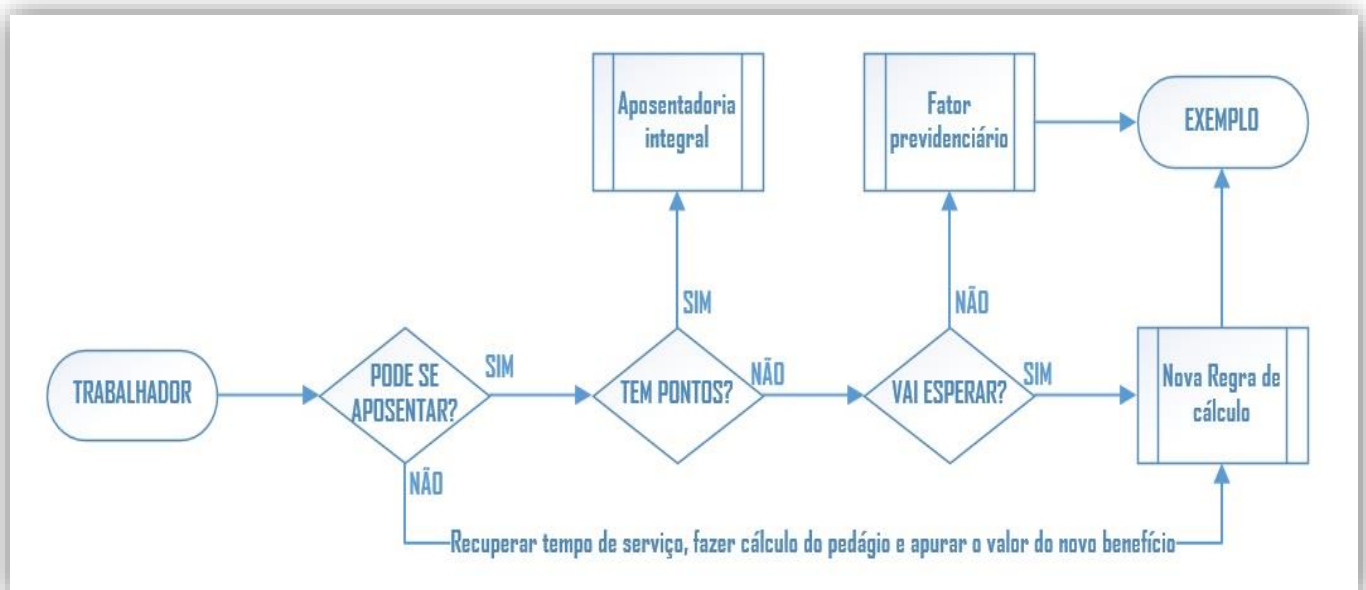 Aposentadoria
integral
Fator
previdenciário
EXEMPLO
SIM
NÃO
TRABALHADOR
PODE SE
APOSENTAR?
SIM
TEM PONTOS?
NÃO
VAI ESPERAR?
SIM
Nova Regra de
cálculo
NÃO
Recuperar tempo de serviço, fazer cálculo do pedágio e apurar o valor do novo benefício